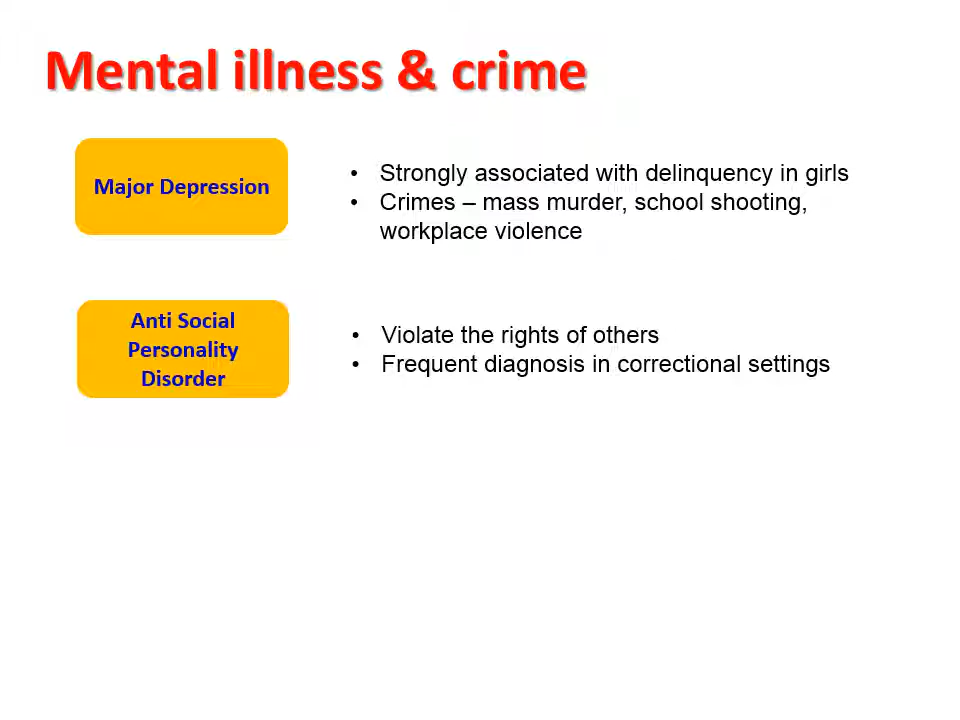 Mental illness & crime
Major Depression
• Strongly associated with delinquency in girls
• Crimes – mass murder, school shooting,
workplace violence
Anti Social
Personality
Disorder
• Violate the rights of others
• Frequent diagnosis in correctional settings